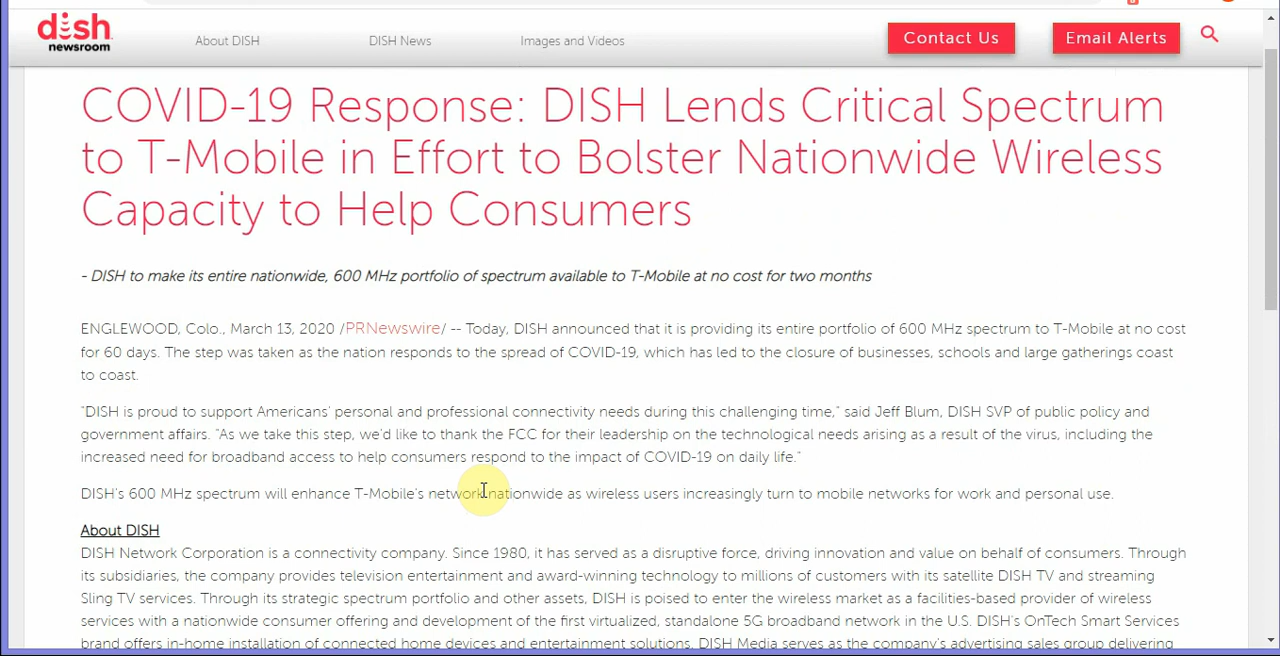 dish
newsroom
About DISH
DISH News
Images and Videos
Contact Us
Email Alerts
COVID-19 Response: DISH Lends Critical Spectrum
to T-Mobile in Effort to Bolster Nationwide Wireless
Capacity to Help Consumers
- DISH to make its entire nationwide, 600 MHz portfolio of spectrum available to T-Mobile at no cost for two months
ENGLEWOOD, Colo., March 13, 2020 /PRNewswire/ -- Today, DISH announced that it is providing its entire portfolio of 600 MHz spectrum to T-Mobile at no cost
for 60 days. The step was taken as the nation responds to the spread of COVID-19, which has led to the closure of businesses, schools and large gatherings coast
to coast.
"DISH is proud to support Americans' personal and professional connectivity needs during this challenging time," said Jeff Blum, DISH SVP of public policy and
government affairs. "As we take this step, we'd like to thank the FCC for their leadership on the technological needs arising as a result of the virus, including the
increased need for broadband access to help consumers respond to the impact of COVID-19 on daily life."
DISH's 600 MHz spectrum will enhance T-Mobile's network nationwide as wireless users increasingly turn to mobile networks for work and personal use.
About DISH
DISH Network Corporation is a connectivity company. Since 1980, it has served as a disruptive force, driving innovation and value on behalf of consumers. Through
its subsidiaries, the company provides television entertainment and award-winning technology to millions of customers with its satellite DISH TV and streaming
Sling TV services. Through its strategic spectrum portfolio and other assets, DISH is poised to enter the wireless market as a facilities-based provider of wireless
services with a nationwide consumer offering and development of the first virtualized, standalone 5G broadband network in the U.S. DISH's OnTech Smart Services
brand offers in-home installation of connected home devices and entertainment solutions. DISH Media serves as the company's advertising sales group delivering